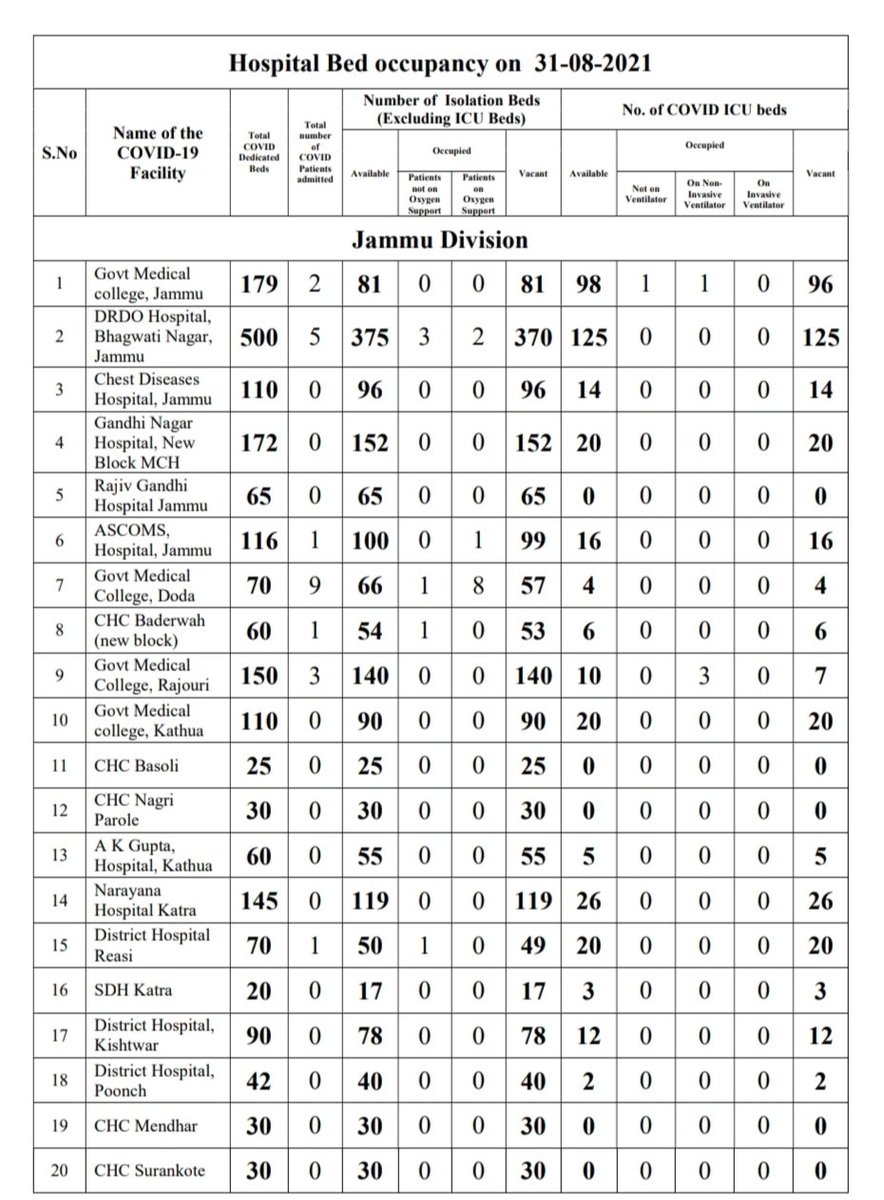 Hospital Bed occupancy on 31-08-2021
S.No
Name of the
COVID-19
Facility
Total
COVID
Dedicated
Beds
Total
number
of
COVID
Patients
admitted
Number of Isolation Beds
(Excluding ICU Beds)
Available
Occupied
Patients
not on
Oxygen
Support
Patients
on
Oxygen
Support
Vacant
No. of COVID ICU beds
Available
Occupied
Not on
Ventilator
On Non-
Invasive
Ventilator
On
Invasive
Ventilator
Vacant
Jammu Division
1 Govt Medical
college, Jammu 179 2 81 0 0 81 98 1 1 0 96
2 DRDO Hospital,
Bhagwati Nagar,
Jammu 500 5 375 3 2 370 125 0 0 0 125
3 Chest Diseases
Hospital, Jammu 110 0 96 0 0 96 14 0 0 0 14
4 Gandhi Nagar
Hospital, New
Block MCH 172 0 152 0 0 152 20 0 0 0 20
5 Rajiv Gandhi
Hospital Jammu 65 0 65 0 0 65 0 0 0 0 0
6 ASCOMS,
Hospital, Jammu 116 1 100 0 1 99 16 0 0 0 16
7 Govt Medical
College, Doda 70 9 66 1 8 57 4 0 0 0 4
8 CHC Baderwah
(new block) 60 1 54 1 0 53 6 0 0 0 6
9 Govt Medical
College, Rajouri 150 3 140 0 0 140 10 0 3 0 7
10 Govt Medical
college, Kathua 110 0 90 0 0 90 20 0 0 0 20
11 CHC Basoli 25 0 25 0 0 25 0 0 0 0 0
12 CHC Nagri
Parole 30 0 30 0 0 30 0 0 0 0 0
13 A K Gupta,
Hospital, Kathua 60 0 55 0 0 55 5 0 0 0 5
14 Narayana
Hospital Katra 145 0 119 0 0 119 26 0 0 0 26
15 District Hospital
Reasi 70 1 50 1 0 49 20 0 0 0 20
16 SDH Katra 20 0 17 0 0 17 3 0 0 0 3
17 District Hospital,
Kishtwar 90 0 78 0 0 78 12 0 0 0 12
18 District Hospital,
Poonch 42 0 40 0 0 40 2 0 0 0 2
19 CHC Mendhar 30 0 30 0 0 30 0 0 0 0 0
20 CHC Surankote 30 0 30 0 0 30 0 0 0 0 0